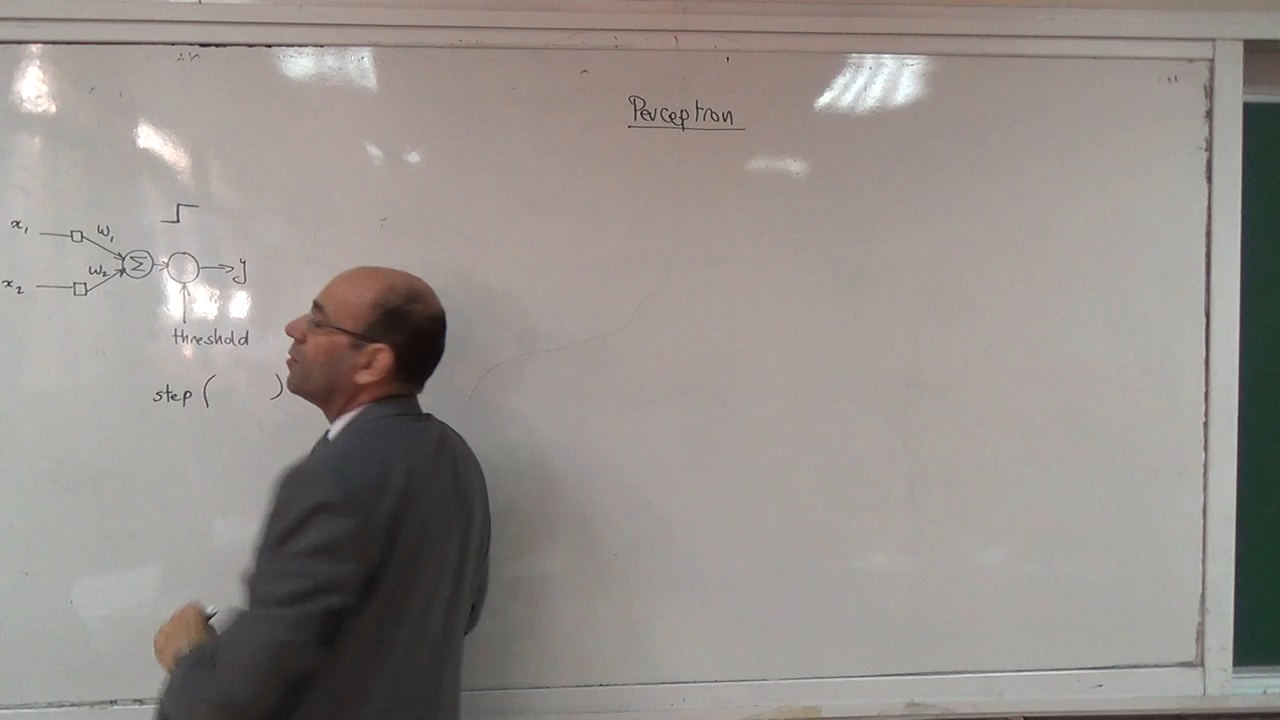 Perceptron
x₁ w₁
Σ y
x₂ w₂
threshold
step ( )